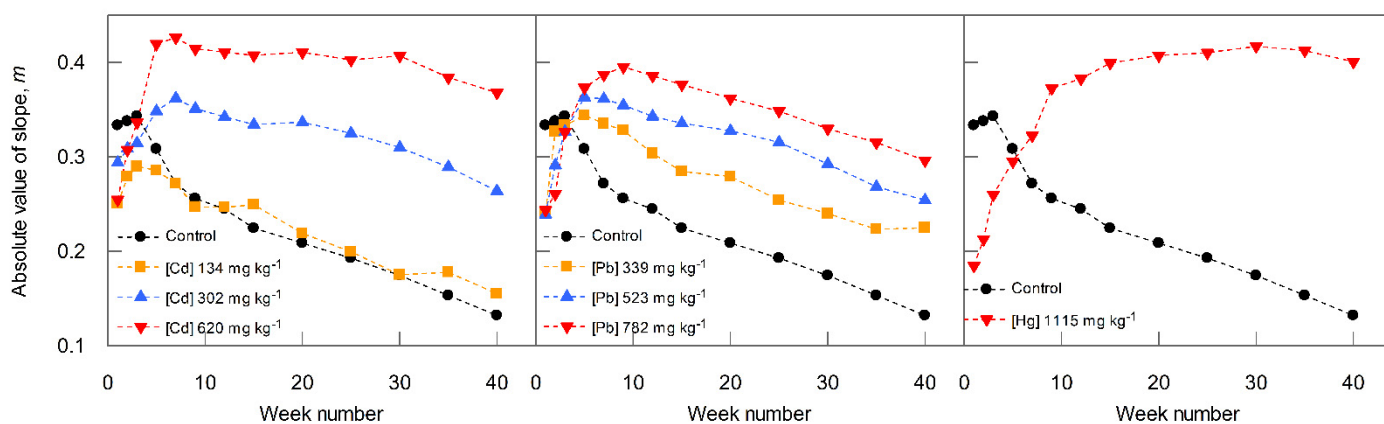 Absolute value of slope, m
0.4
0.3
0.2
0.1
Control
[Cd] 134 mg kg-1
[Cd] 302 mg kg-1
[Cd] 620 mg kg-1
0 10 20 30 40
Week number
Control
[Pb] 339 mg kg-1
[Pb] 523 mg kg-1
[Pb] 782 mg kg-1
0 10 20 30 40
Week number
Control
[Hg] 1115 mg kg-1
0 10 20 30 40
Week number